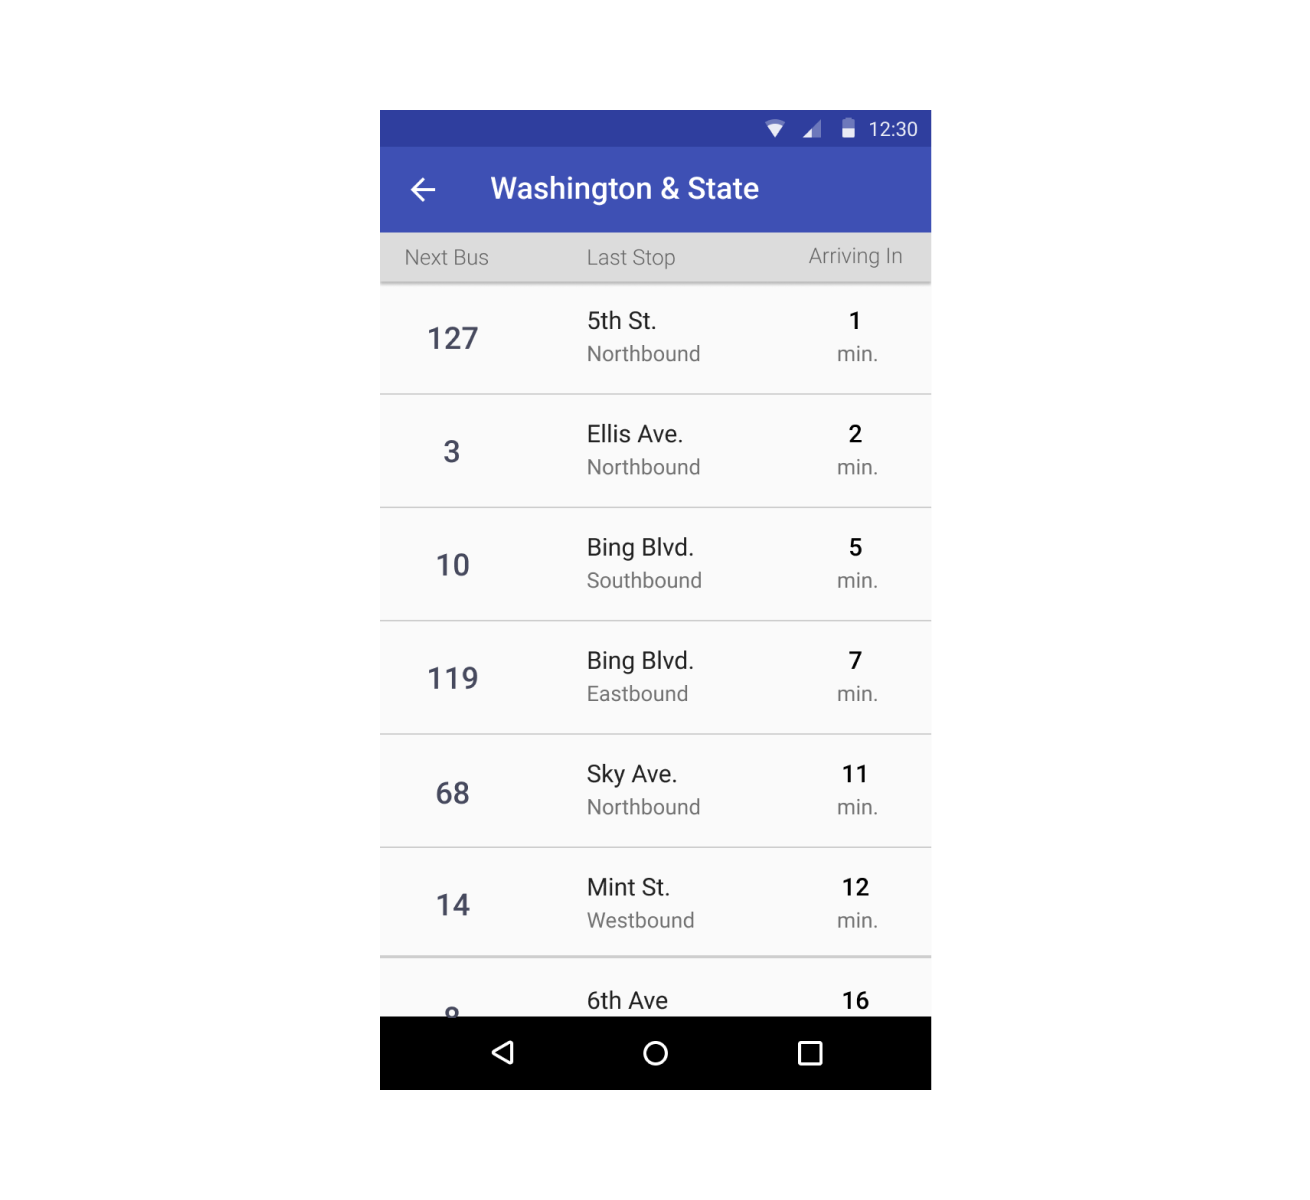 12:30
Washington & State
Next Bus Last Stop Arriving In
127 5th St. 1
Northbound min.
3 Ellis Ave. 2
Northbound min.
10 Bing Blvd. 5
Southbound min.
119 Bing Blvd. 7
Eastbound min.
68 Sky Ave. 11
Northbound min.
14 Mint St. 12
Westbound min.
6th Ave 16